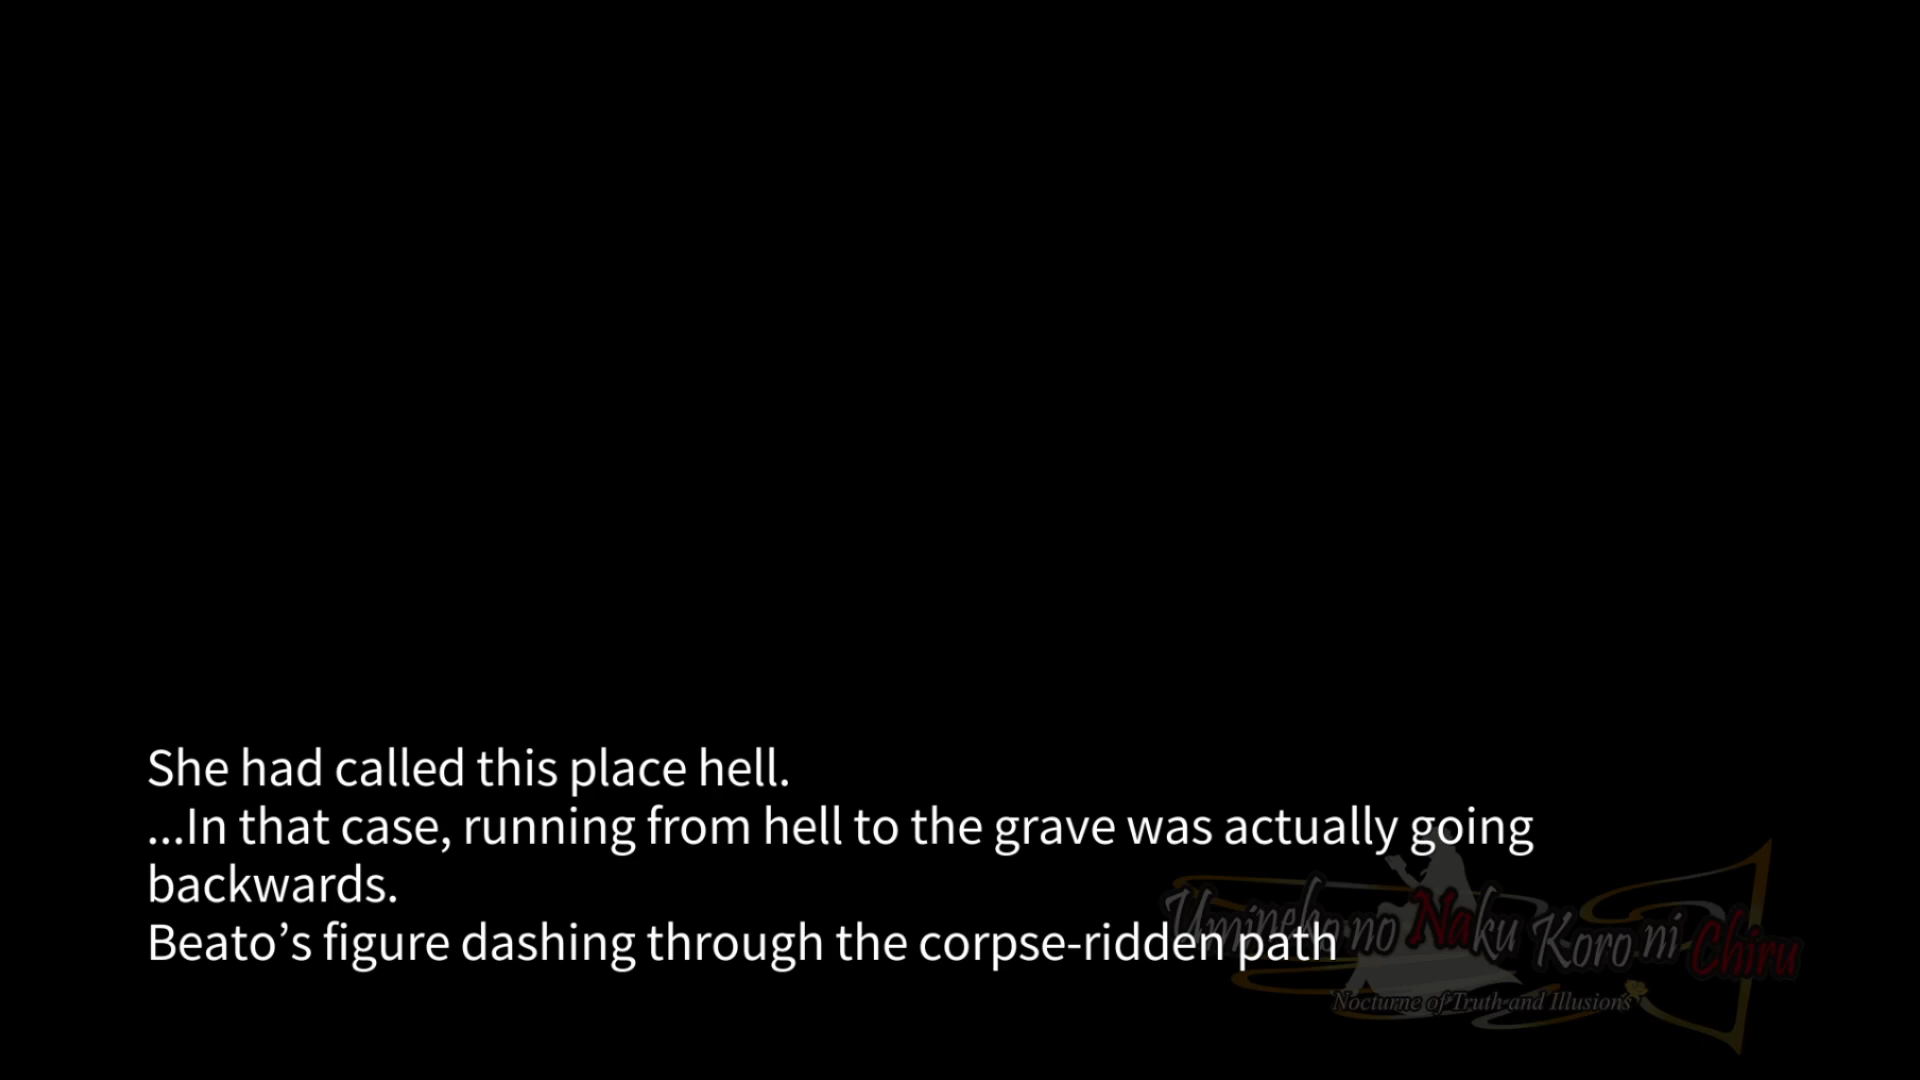 She had called this place hell.
...In that case, running from hell to the grave was actually going
backwards.
Beato’s figure dashing through the corpse-ridden path
Umineko no Naku Koro ni Chiru
Nocturne of Truth and Illusions